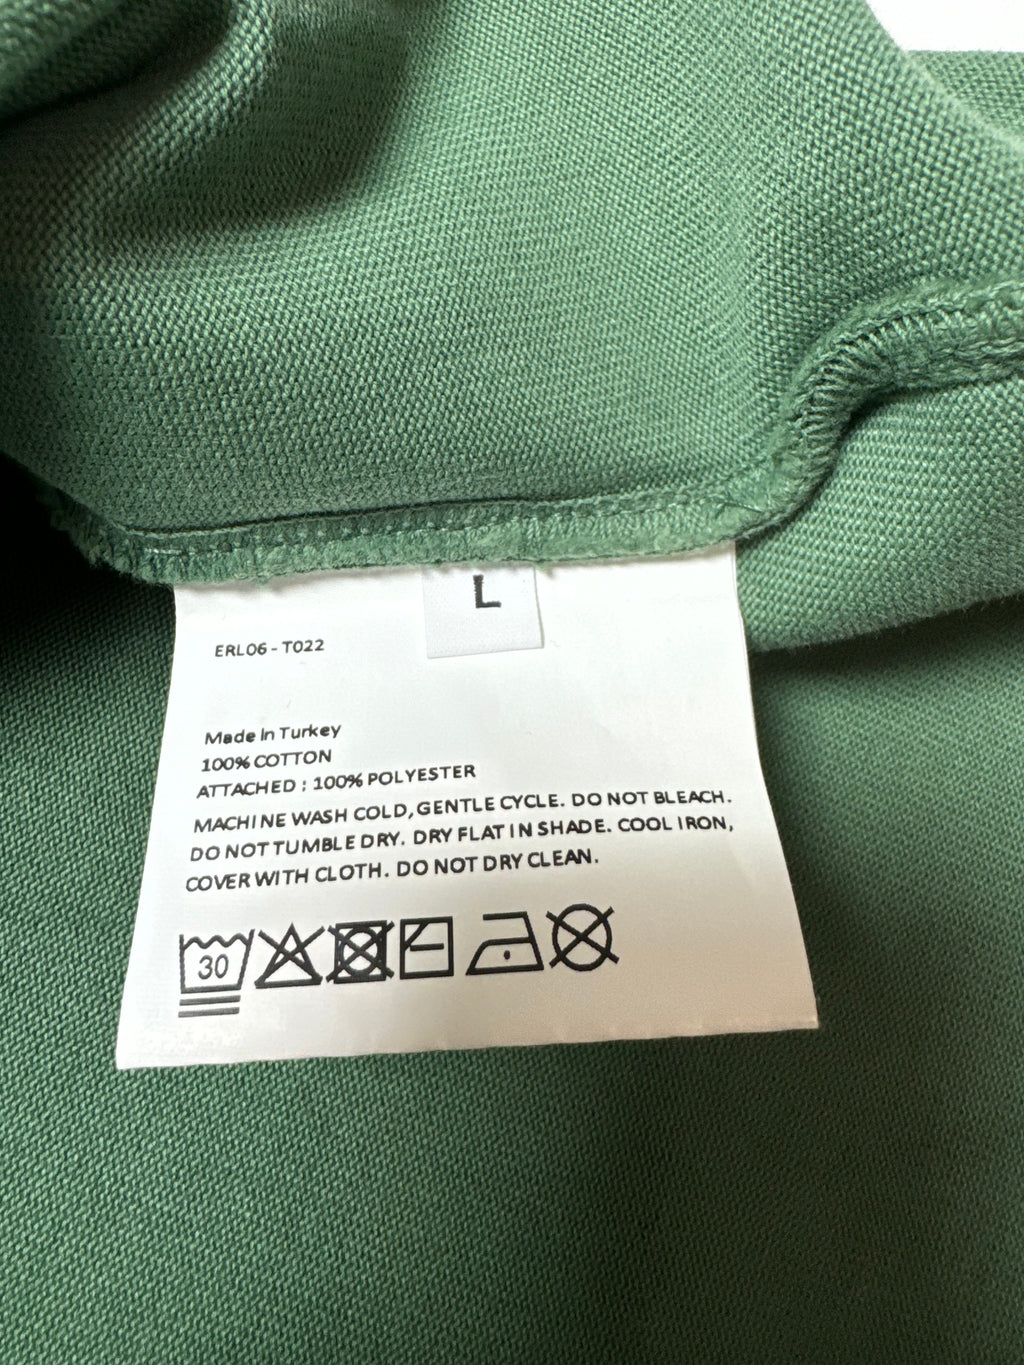 L
ERL06 - T022
Made In Turkey
100% COTTON
ATTACHED : 100% POLYESTER
MACHINE WASH COLD, GENTLE CYCLE. DO NOT BLEACH.
DO NOT TUMBLE DRY. DRY FLAT IN SHADE. COOL IRON,
COVER WITH CLOTH. DO NOT DRY CLEAN.
30